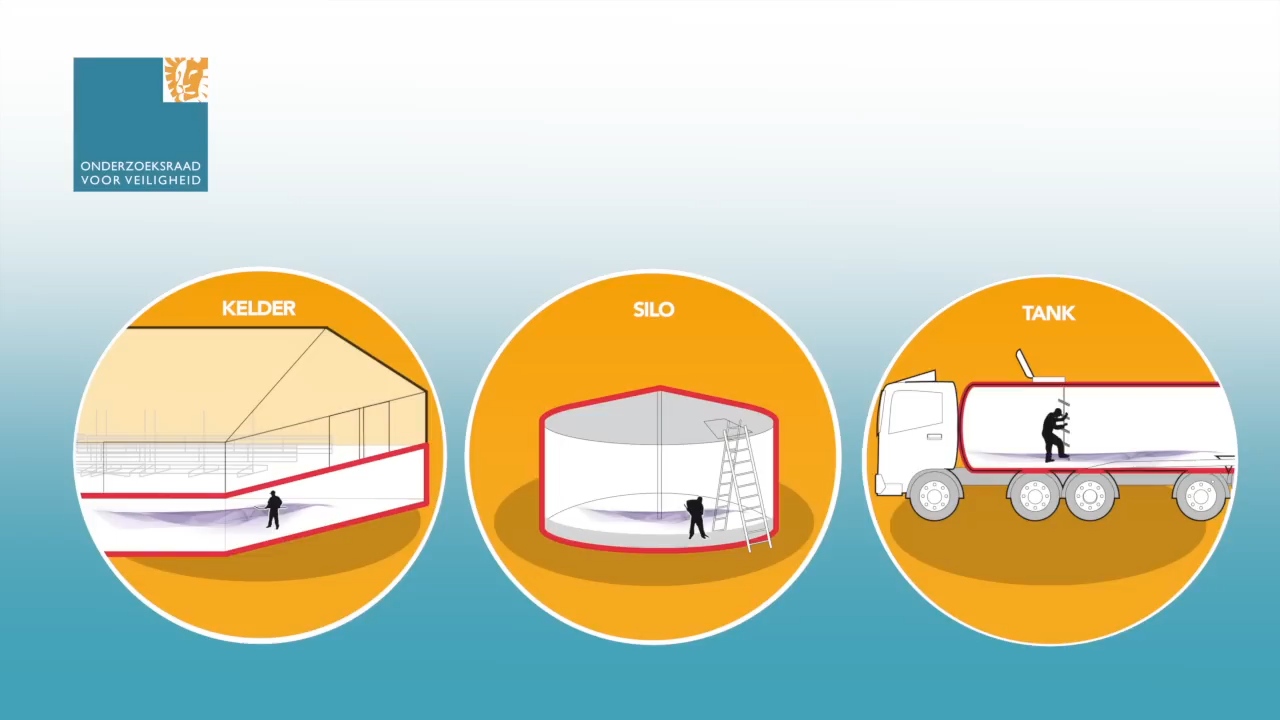 ONDERZOEKSRAAD
VOOR VEILIGHEID
KELDER
SILO
TANK